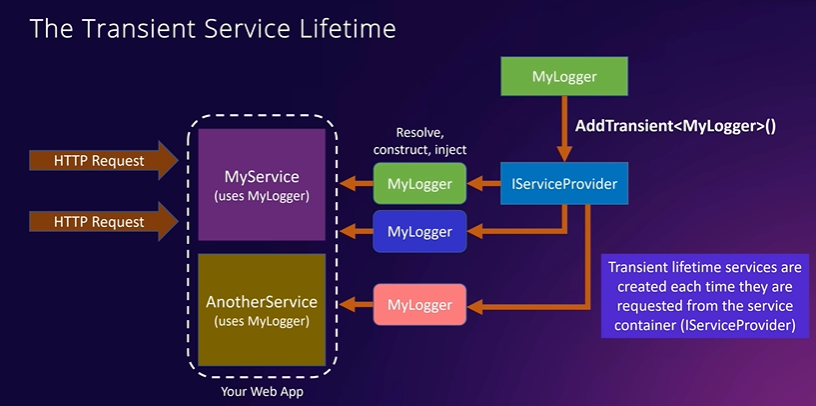 The Transient Service Lifetime
MyLogger
AddTransient<MyLogger>()
Resolve,
construct, inject
HTTP Request
MyService
(uses MyLogger)
MyLogger
IServiceProvider
HTTP Request
MyLogger
AnotherService
(uses MyLogger)
MyLogger
Transient lifetime services are
created each time they are
requested from the service
container (IServiceProvider)
Your Web App